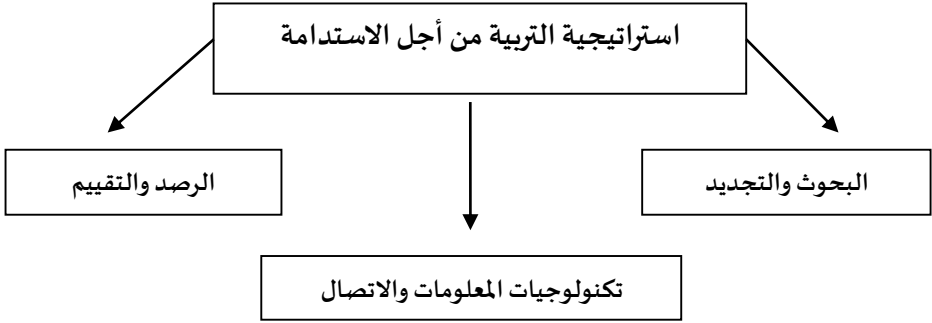 استراتيجية التربية من أجل الاستدامة
البحوث والتجديد
الرصد والتقييم
تكنولوجيات المعلومات والاتصال